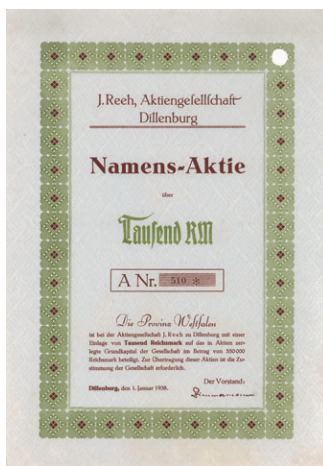 J. Reeh, Aktiengesellschaft
Dillenburg
Namens-Aktie
über
Tausend RM
A Nr. 510 *
Die Provinz Westfalen
ist bei der Aktiengesellschaft J. Reeh zu Dillenburg mit einer
Einlage von Tausend Reichsmark auf das in Aktien zer-
legte Grundkapital der Gesellschaft im Betrag von 550 000
Reichsmark beteiligt. Zur Übertragung dieser Aktien ist die Zu-
stimmung der Gesellschaft erforderlich.
Dillenburg, den 1. Januar 1938.
Der Vorstand: